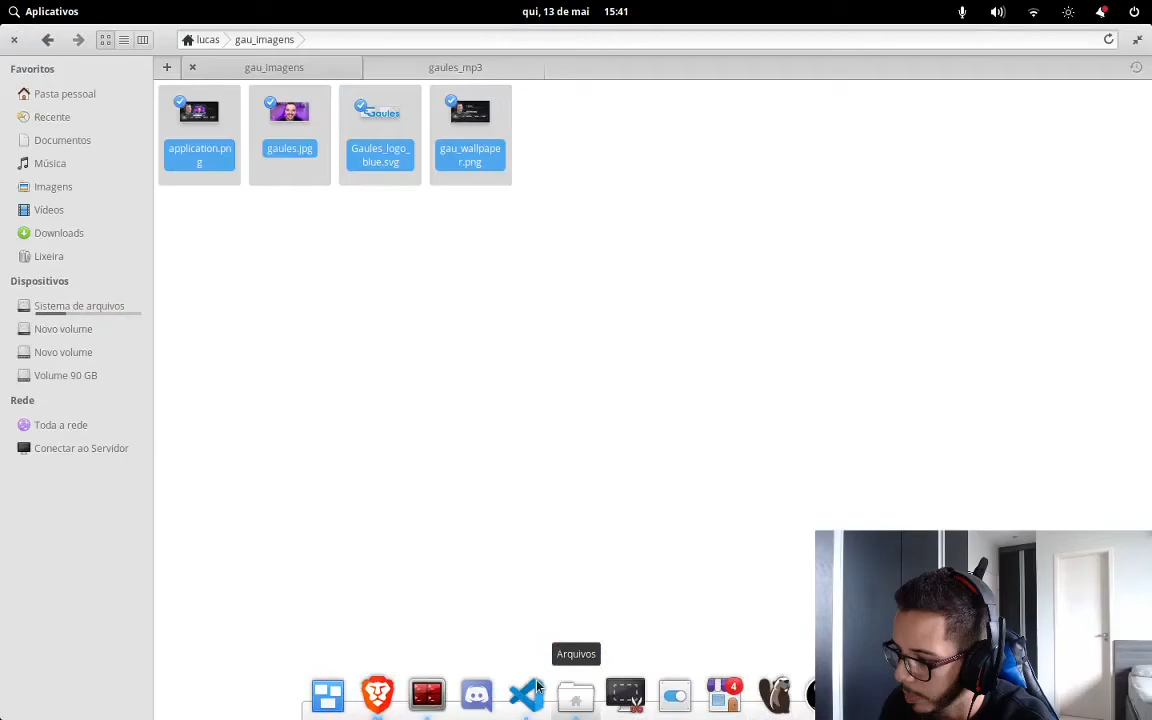 Aplicativos
qui, 13 de mai 15:41
lucas
gau_imagens
gau_imagens
gaules_mp3
Favoritos
Pasta pessoal
Recente
Documentos
Música
Imagens
Vídeos
Downloads
Lixeira
Dispositivos
Sistema de arquivos
Novo volume
Novo volume
Volume 90 GB
Rede
Toda a rede
Conectar ao Servidor
application.pn
g
gaules.jpg
Gaules
Gaules_logo_
blue.svg
gau_wallpape
r.png
Arquivos
4